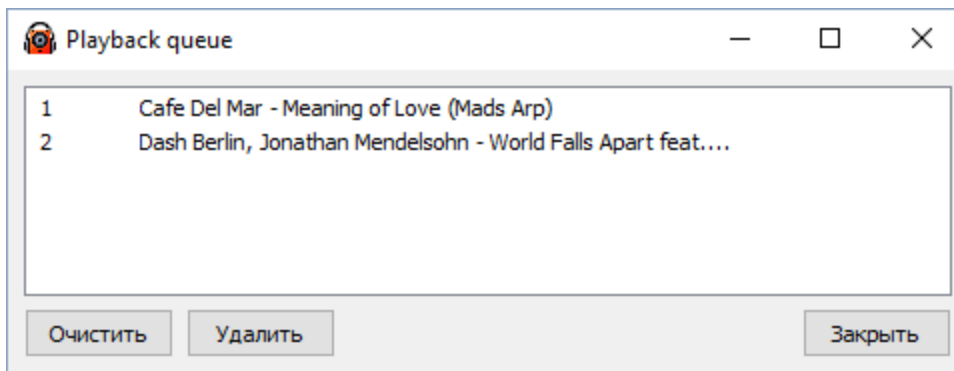 Playback queue
1 Cafe Del Mar - Meaning of Love (Mads Arp)
2 Dash Berlin, Jonathan Mendelsohn - World Falls Apart feat....
Очистить Удалить Закрыть